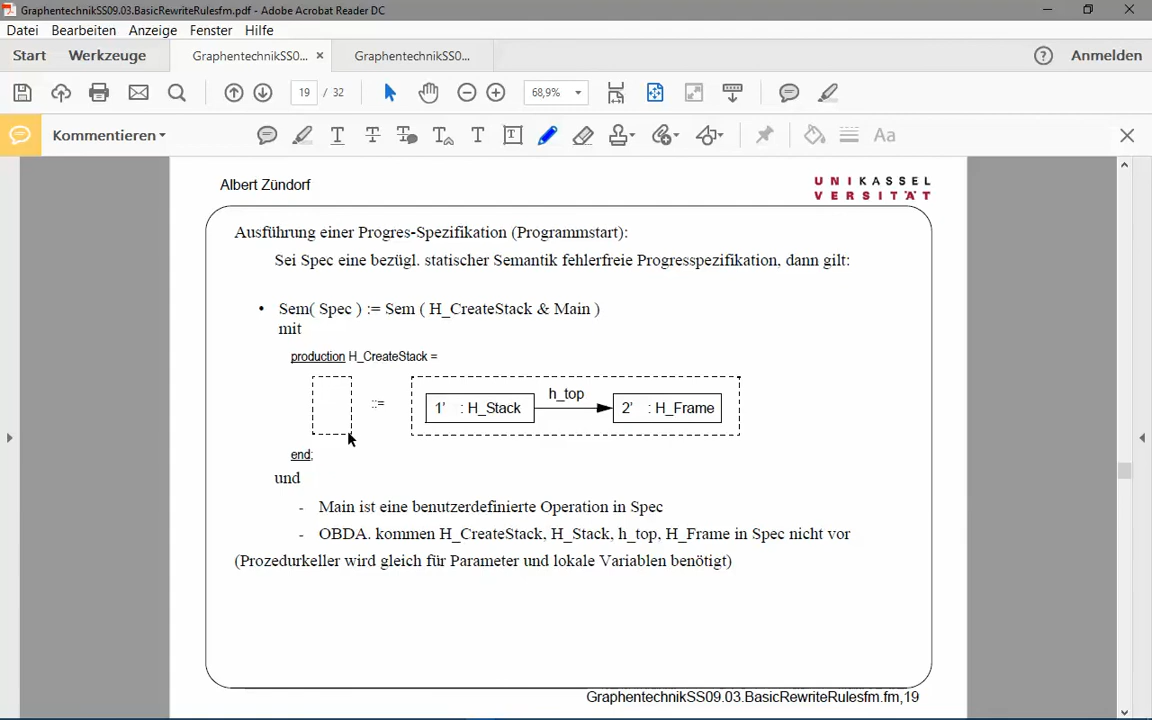 GraphentechnikSS09.03.BasicRewriteRulesfm.pdf - Adobe Acrobat Reader DC
Datei Bearbeiten Anzeige Fenster Hilfe
Start Werkzeuge GraphentechnikSS0... × GraphentechnikSS0... Anmelden
19 / 32 68,9%
Kommentieren
Albert Zündorf
UNIKASSEL
VERSITÄT
Ausführung einer Progres-Spezifikation (Programmstart):
Sei Spec eine bezügl. statischer Semantik fehlerfreie Progresspezifikation, dann gilt:
• Sem( Spec ) := Sem ( H_CreateStack & Main )
mit
production H_CreateStack =
h_top
::= 1' : H_Stack 2' : H_Frame
end;
und
- Main ist eine benutzerdefinierte Operation in Spec
- OBDA. kommen H_CreateStack, H_Stack, h_top, H_Frame in Spec nicht vor
(Prozedurkeller wird gleich für Parameter und lokale Variablen benötigt)
GraphentechnikSS09.03.BasicRewriteRulesfm.fm,19